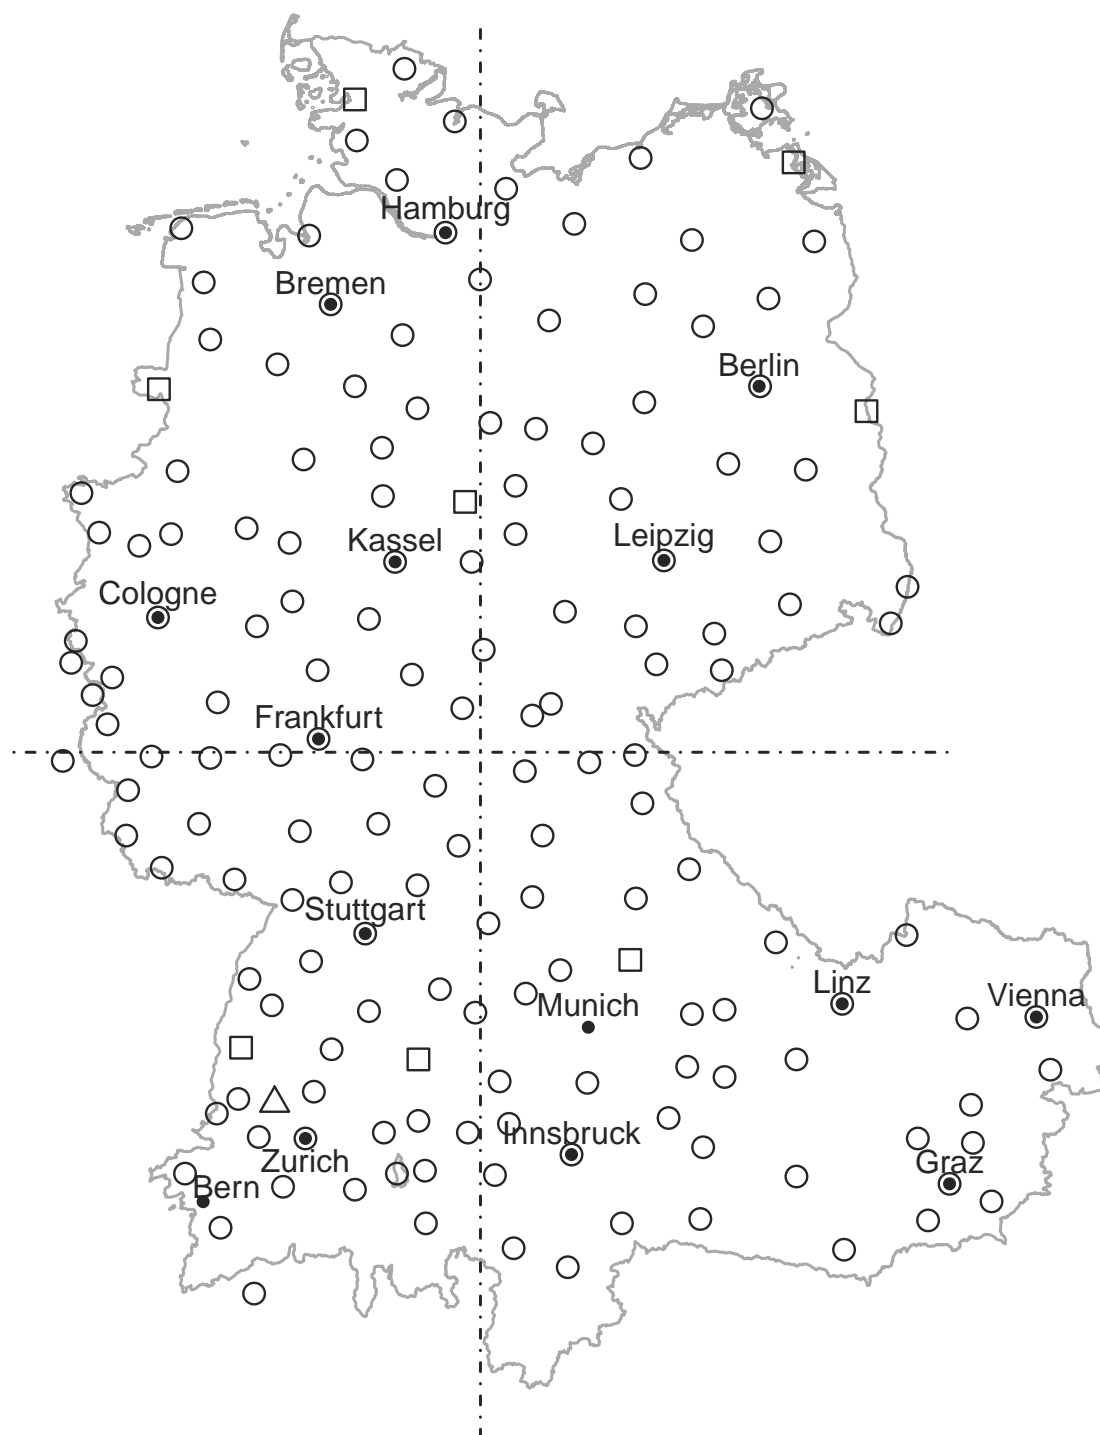 Hamburg
Bremen
Berlin
Leipzig
Kassel
Cologne
Frankfurt
Stuttgart
Linz
Vienna
Munich
Innsbruck
Zurich
Graz
Bern